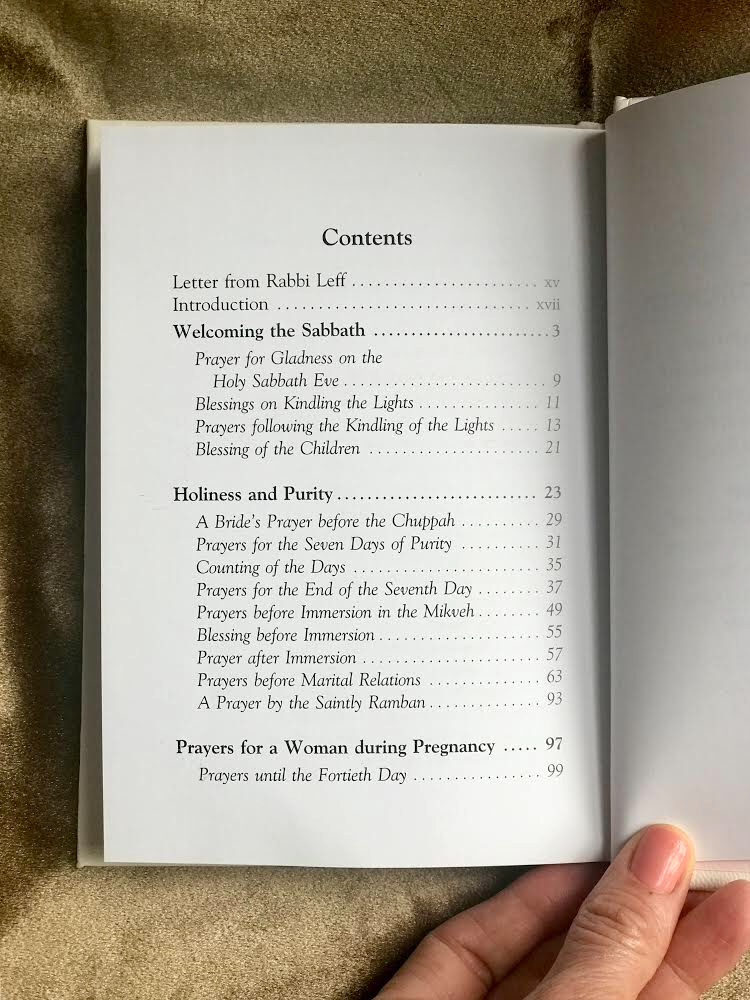 Contents
Letter from Rabbi Leff ....................... xv
Introduction ............................... xvii
Welcoming the Sabbath ...................... 3
Prayer for Gladness on the
Holy Sabbath Eve ......................... 9
Blessings on Kindling the Lights ............... 11
Prayers following the Kindling of the Lights ..... 13
Blessing of the Children ..................... 21
Holiness and Purity ......................... 23
A Bride's Prayer before the Chuppah .......... 29
Prayers for the Seven Days of Purity .......... 31
Counting of the Days ....................... 35
Prayers for the End of the Seventh Day ........ 37
Prayers before Immersion in the Mikveh ........ 49
Blessing before Immersion .................... 55
Prayer after Immersion ...................... 57
Prayers before Marital Relations .............. 63
A Prayer by the Saintly Ramban .............. 93
Prayers for a Woman during Pregnancy ..... 97
Prayers until the Fortieth Day ................ 99